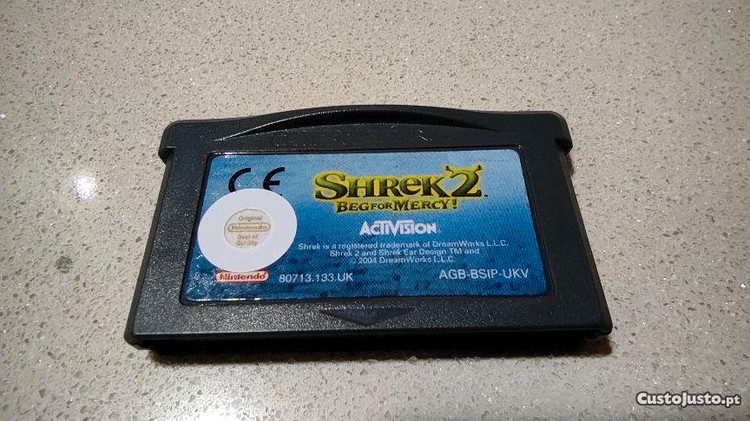 CE
SHREK 2™
BEG FOR MERCY!
ACTIVISION
Original
Nintendo
Seal of
Quality
Shrek is a registered trademark of DreamWorks L.L.C.
Shrek 2 and Shrek Ear Design TM and
© 2004 DreamWorks L.L.C.
Nintendo
80713.133.UK
AGB-BSIP-UKV
CustoJusto.pt